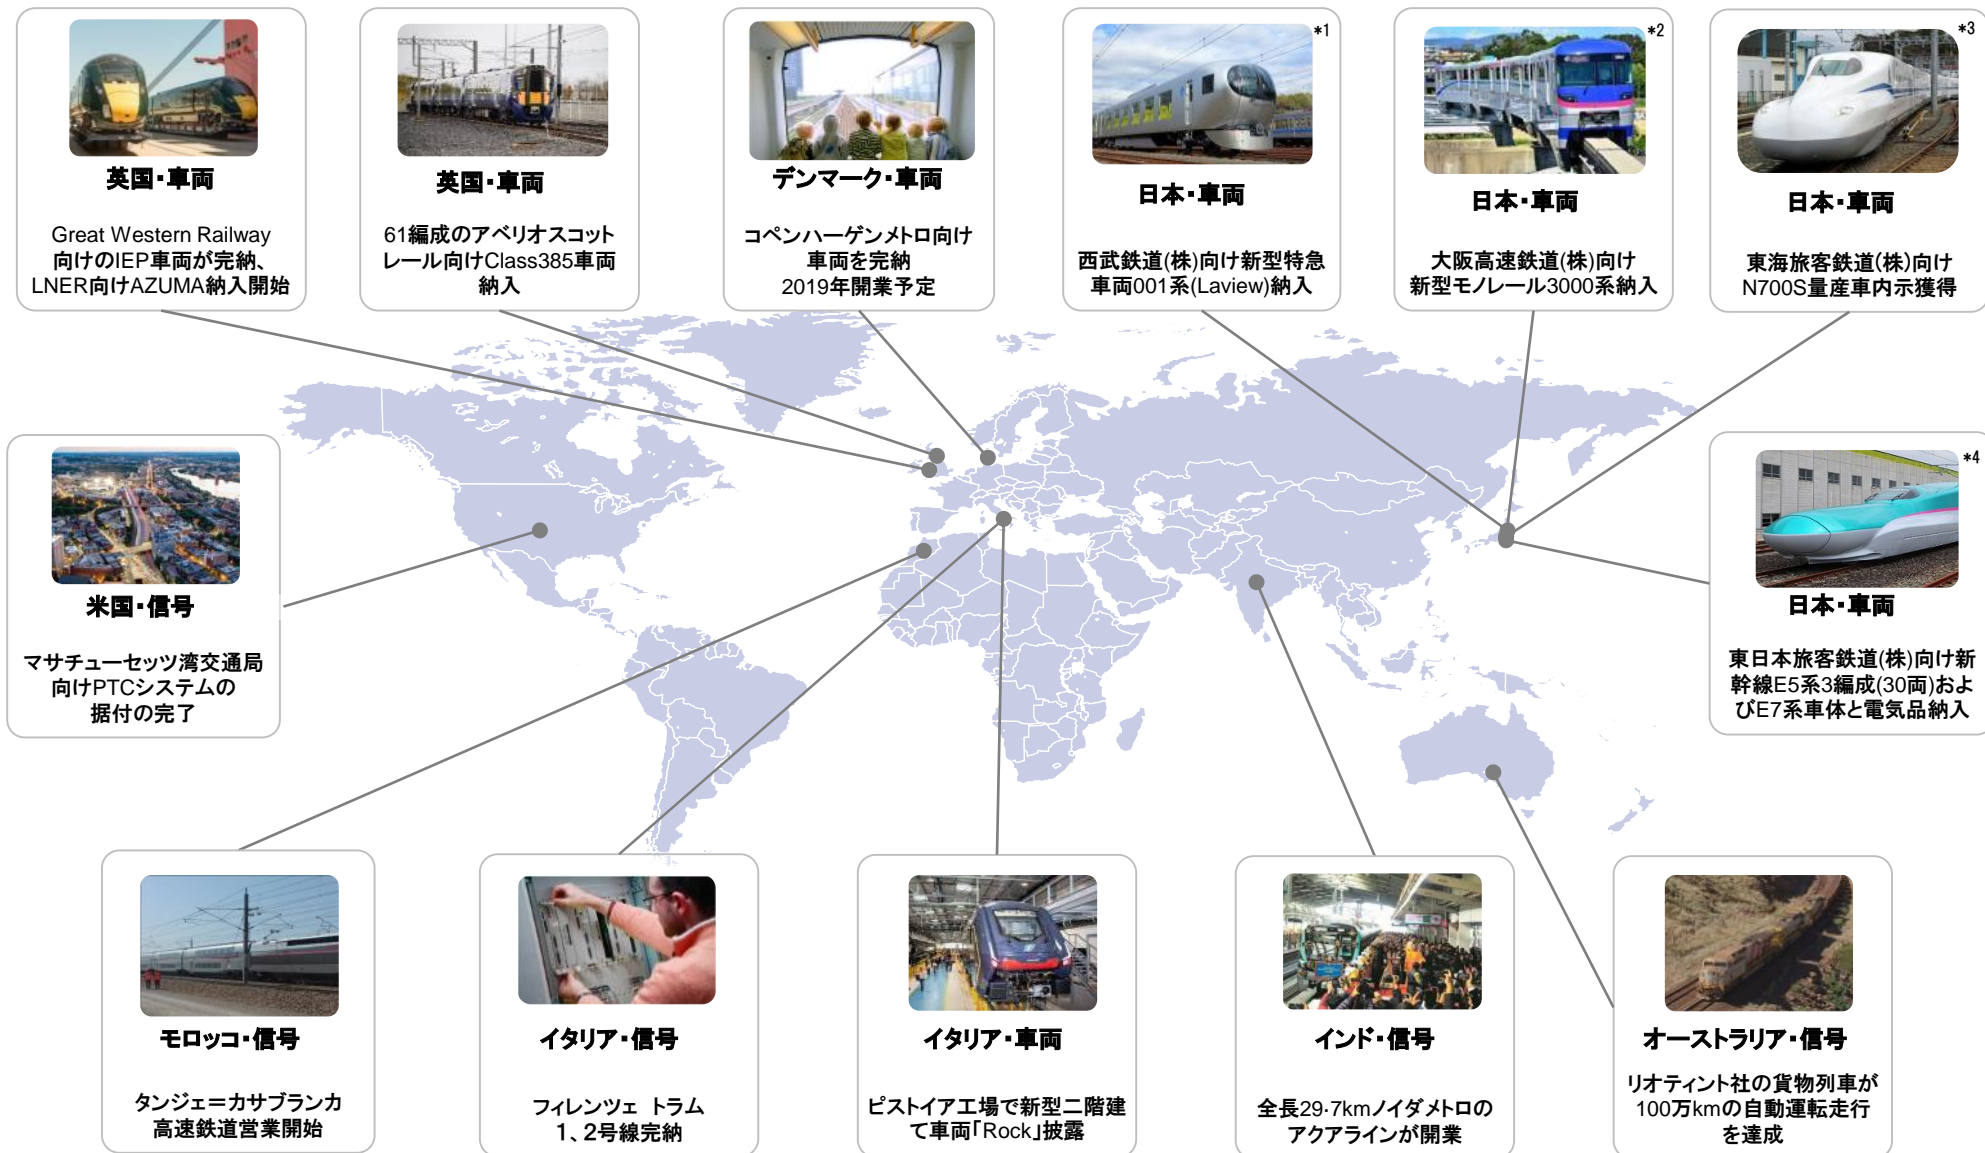 *1
*2
*3
英国・車両
Great Western Railway
向けのIEP車両が完納、
LNER向けAZUMA納入開始
英国・車両
61編成のアベリオスコット
レール向けClass385車両
納入
デンマーク・車両
コペンハーゲンメトロ向け
車両を完納
2019年開業予定
日本・車両
西武鉄道(株)向け新型特急
車両001系(Laview)納入
日本・車両
大阪高速鉄道(株)向け
新型モノレール3000系納入
日本・車両
東海旅客鉄道(株)向け
N700S量産車内示獲得
米国・信号
マサチューセッツ湾交通局
向けPTCシステムの
据付の完了
*4
日本・車両
東日本旅客鉄道(株)向け新
幹線E5系3編成(30両)およ
びE7系車体と電気品納入
モロッコ・信号
タンジェ＝カサブランカ
高速鉄道営業開始
イタリア・信号
フィレンツェ トラム
1、2号線完納
イタリア・車両
ピストイア工場で新型二階建
て車両「Rock」披露
インド・信号
全長29.7kmノイダメトロの
アクアラインが開業
オーストラリア・信号
リオティント社の貨物列車が
100万kmの自動運転走行
を達成